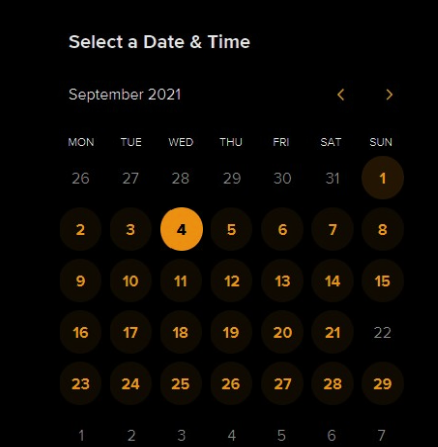 Select a Date & Time
September 2021
MON TUE WED THU FRI SAT SUN
26 27 28 29 30 31 1
2 3 4 5 6 7 8
9 10 11 12 13 14 15
16 17 18 19 20 21 22
23 24 25 26 27 28 29
1 2 3 4 5 6 7